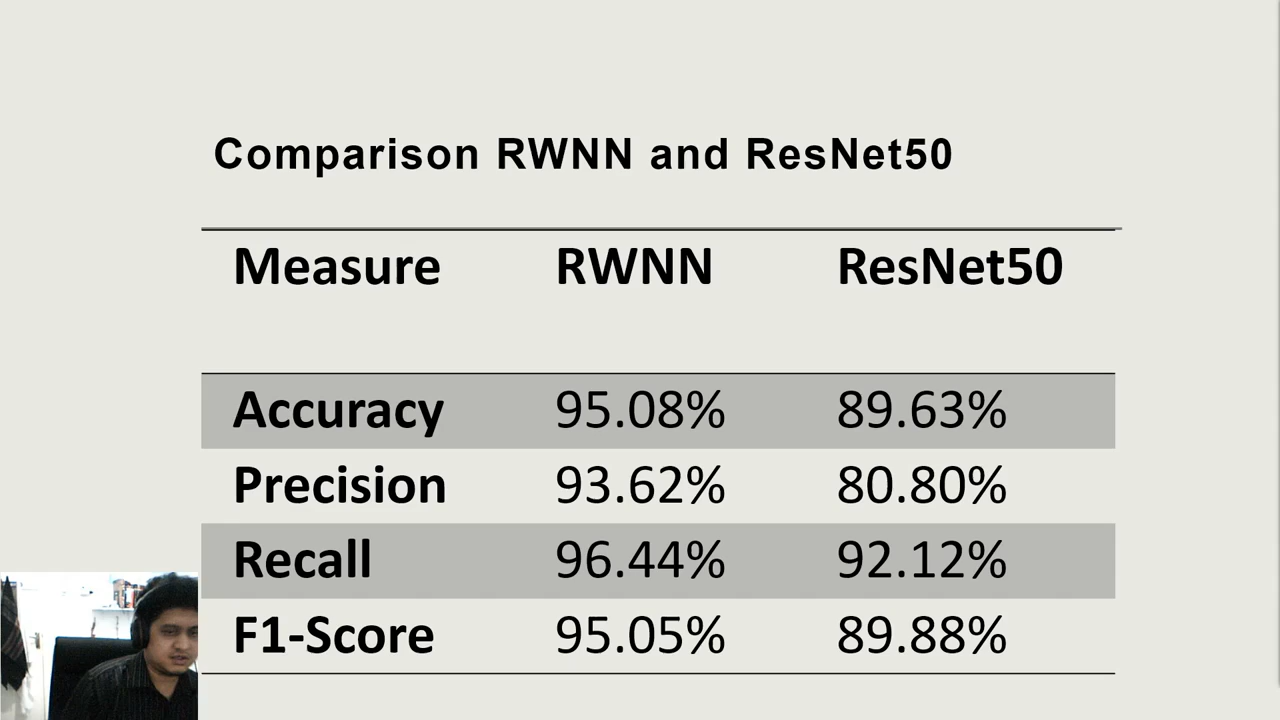 Comparison RWNN and ResNet50
Measure RWNN ResNet50
Accuracy 95.08% 89.63%
Precision 93.62% 80.80%
Recall 96.44% 92.12%
F1-Score 95.05% 89.88%